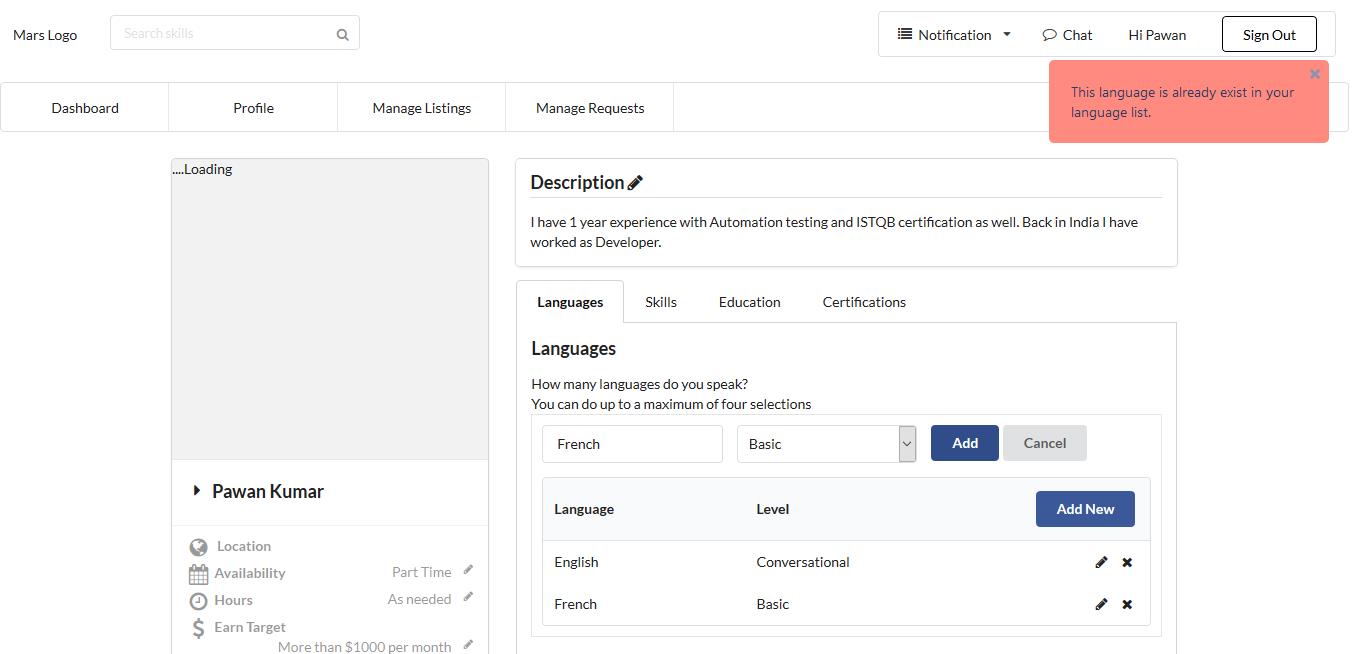 Mars Logo
Search skills
Notification
Chat
Hi Pawan
Sign Out
This language is already exist in your
language list.
Dashboard
Profile
Manage Listings
Manage Requests
....Loading
Pawan Kumar
Location
Availability
Part Time
Hours
As needed
Earn Target
More than $1000 per month
Description
I have 1 year experience with Automation testing and ISTQB certification as well. Back in India I have
worked as Developer.
Languages
Skills
Education
Certifications
Languages
How many languages do you speak?
You can do up to a maximum of four selections
French
Basic
Add
Cancel
Language
Level
Add New
English
Conversational
French
Basic